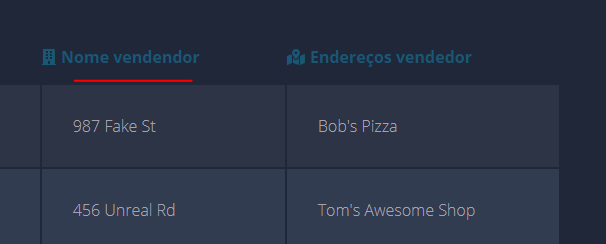 Nome vendendor Endereços vendedor
987 Fake St Bob's Pizza
456 Unreal Rd Tom's Awesome Shop